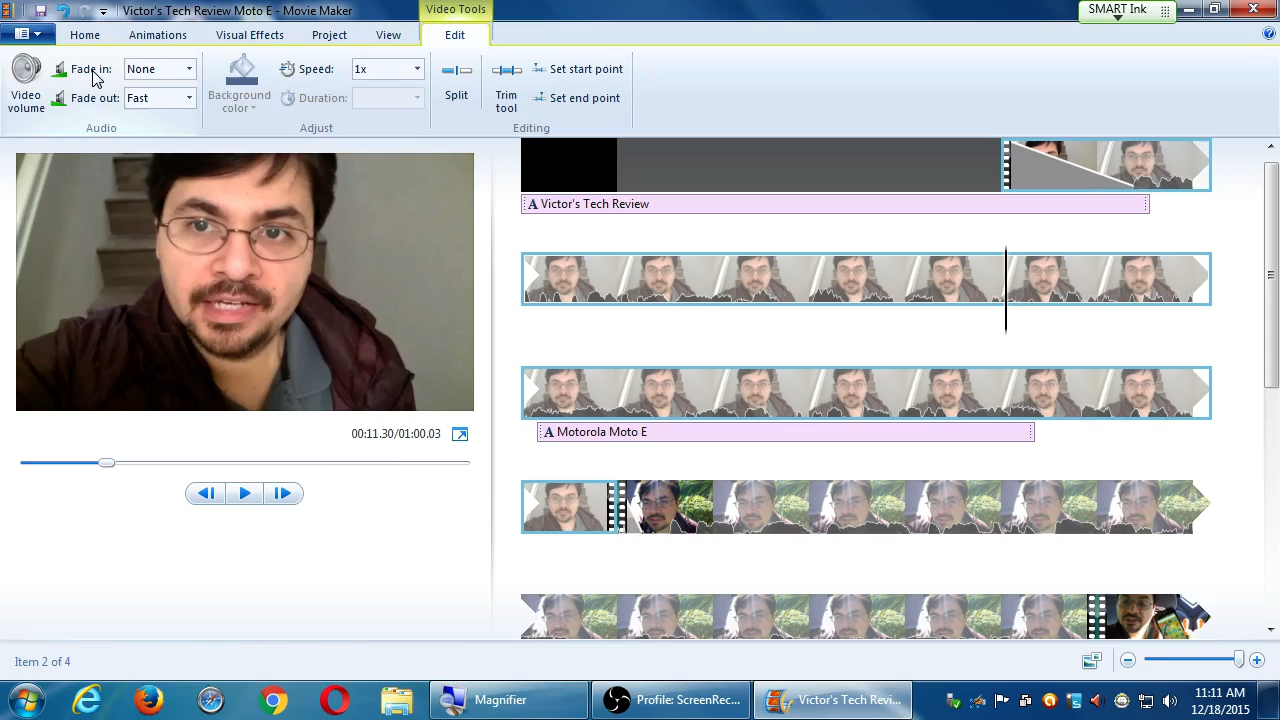 Victor's Tech Review Moto E - Movie Maker
Video Tools
SMART Ink
Home
Animations
Visual Effects
Project
View
Edit
Video volume
Fade in:
None
Fade out:
Fast
Audio
Background color
Speed:
1x
Duration:
Adjust
Split
Trim tool
Set start point
Set end point
Editing
A Victor's Tech Review
A Motorola Moto E
00:11.30/01:00.03
Item 2 of 4
Magnifier
Profile: ScreenRec...
Victor's Tech Revi...
11:11 AM
12/18/2015